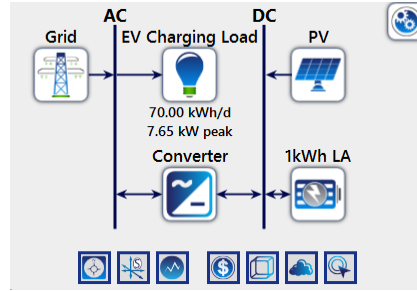 AC DC
Grid EV Charging Load PV
70.00 kWh/d
7.65 kW peak
Converter 1kWh LA